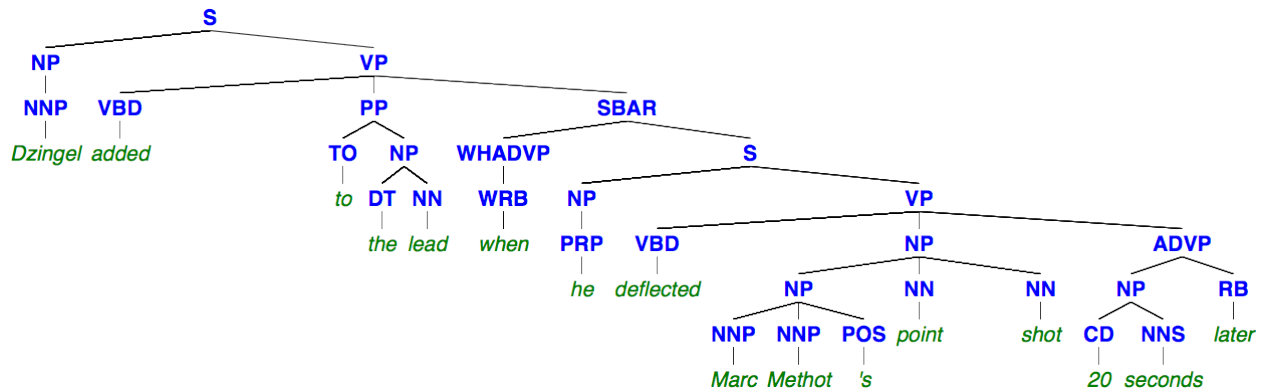 S
NP VP
NNP VBD PP SBAR
Dzingel added TO NP WHADVP S
to DT NN WRB NP VP
the lead when PRP VBD NP ADVP
he deflected NP NN NN NP RB
NNP NNP POS point shot CD NNS later
Marc Methot 's 20 seconds